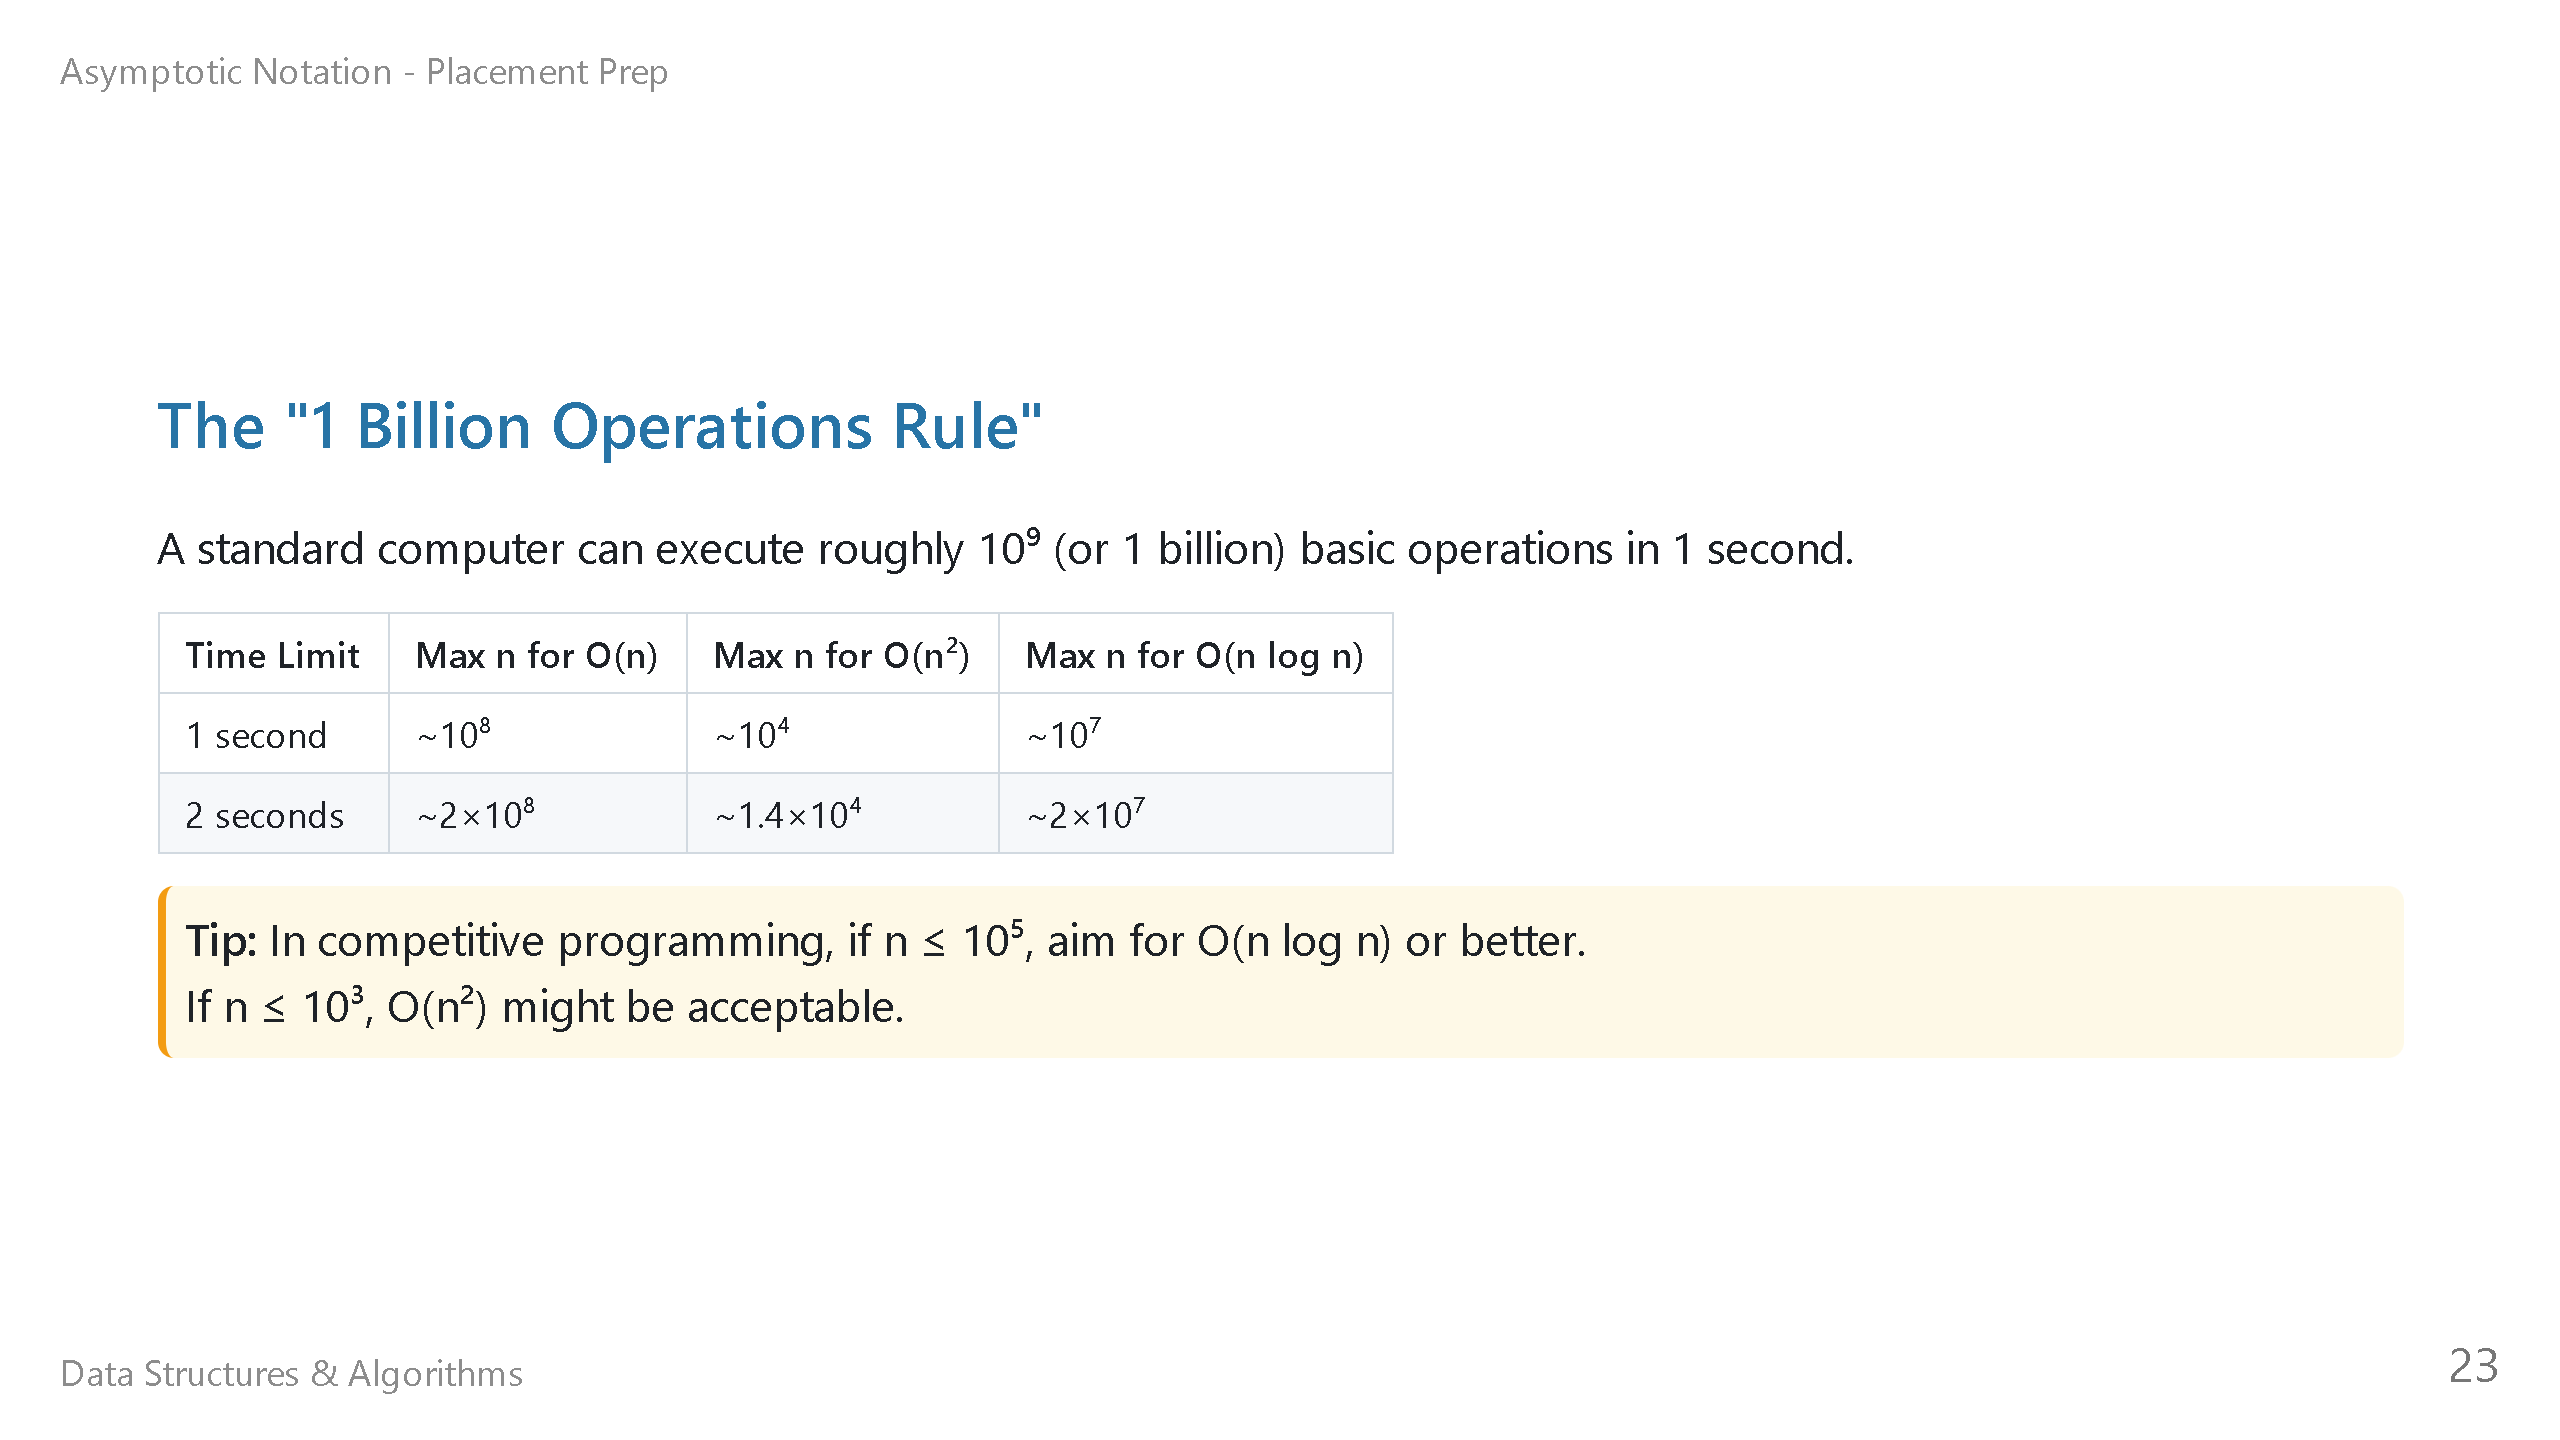 Asymptotic Notation - Placement Prep
The "1 Billion Operations Rule"
A standard computer can execute roughly 10⁹ (or 1 billion) basic operations in 1 second.
Time Limit Max n for O(n) Max n for O(n²) Max n for O(n log n)
1 second ~10⁸ ~10⁴ ~10⁷
2 seconds ~2×10⁸ ~1.4×10⁴ ~2×10⁷
Tip: In competitive programming, if n ≤ 10⁵, aim for O(n log n) or better.
If n ≤ 10³, O(n²) might be acceptable.
Data Structures & Algorithms
23